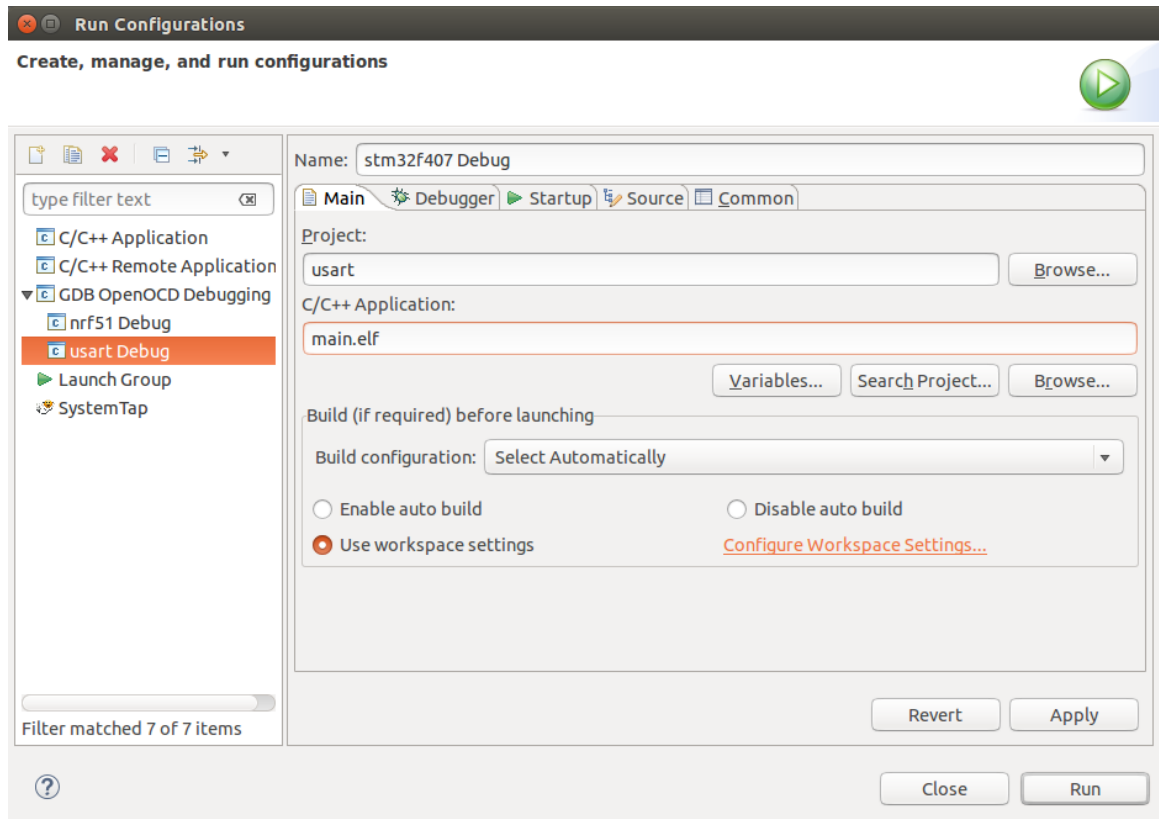 Run Configurations
Create, manage, and run configurations
Name: stm32f407 Debug
type filter text
Main Debugger Startup Source Common
C/C++ Application
C/C++ Remote Application
GDB OpenOCD Debugging
nrf51 Debug
usart Debug
Launch Group
SystemTap
Filter matched 7 of 7 items
Project:
usart Browse...
C/C++ Application:
main.elf
Variables... Search Project... Browse...
Build (if required) before launching
Build configuration: Select Automatically
Enable auto build Disable auto build
Use workspace settings Configure Workspace Settings...
Revert Apply
? Close Run